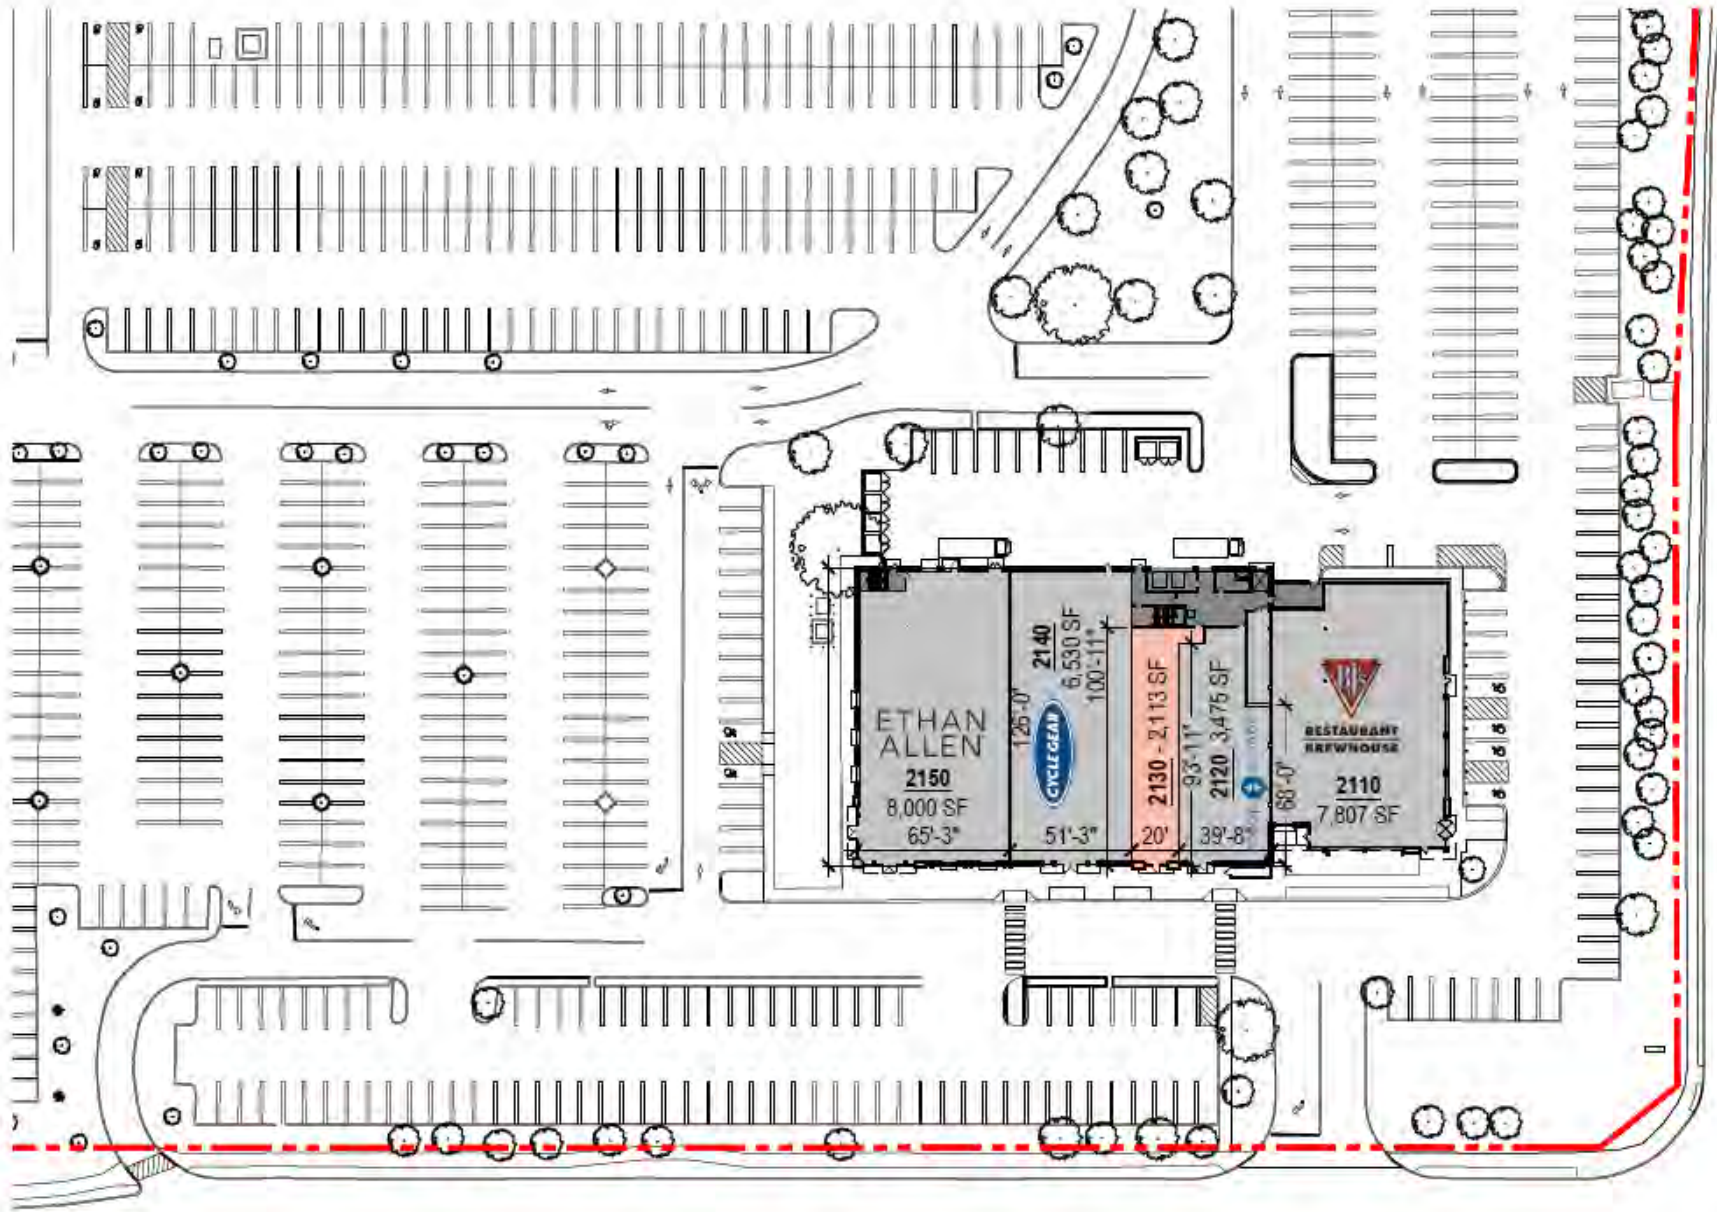 ETHAN
ALLEN
2150
8,000 SF
65'-3"
126'-0"
2140
6,530 SF
100'-11"
CYCLE GEAR
51'-3"
2130 - 2,113 SF
20'
93'-11"
2120 3,475 SF
39'-8"
68'-0"
RESTAURANT
BREWHOUSE
2110
7,807 SF